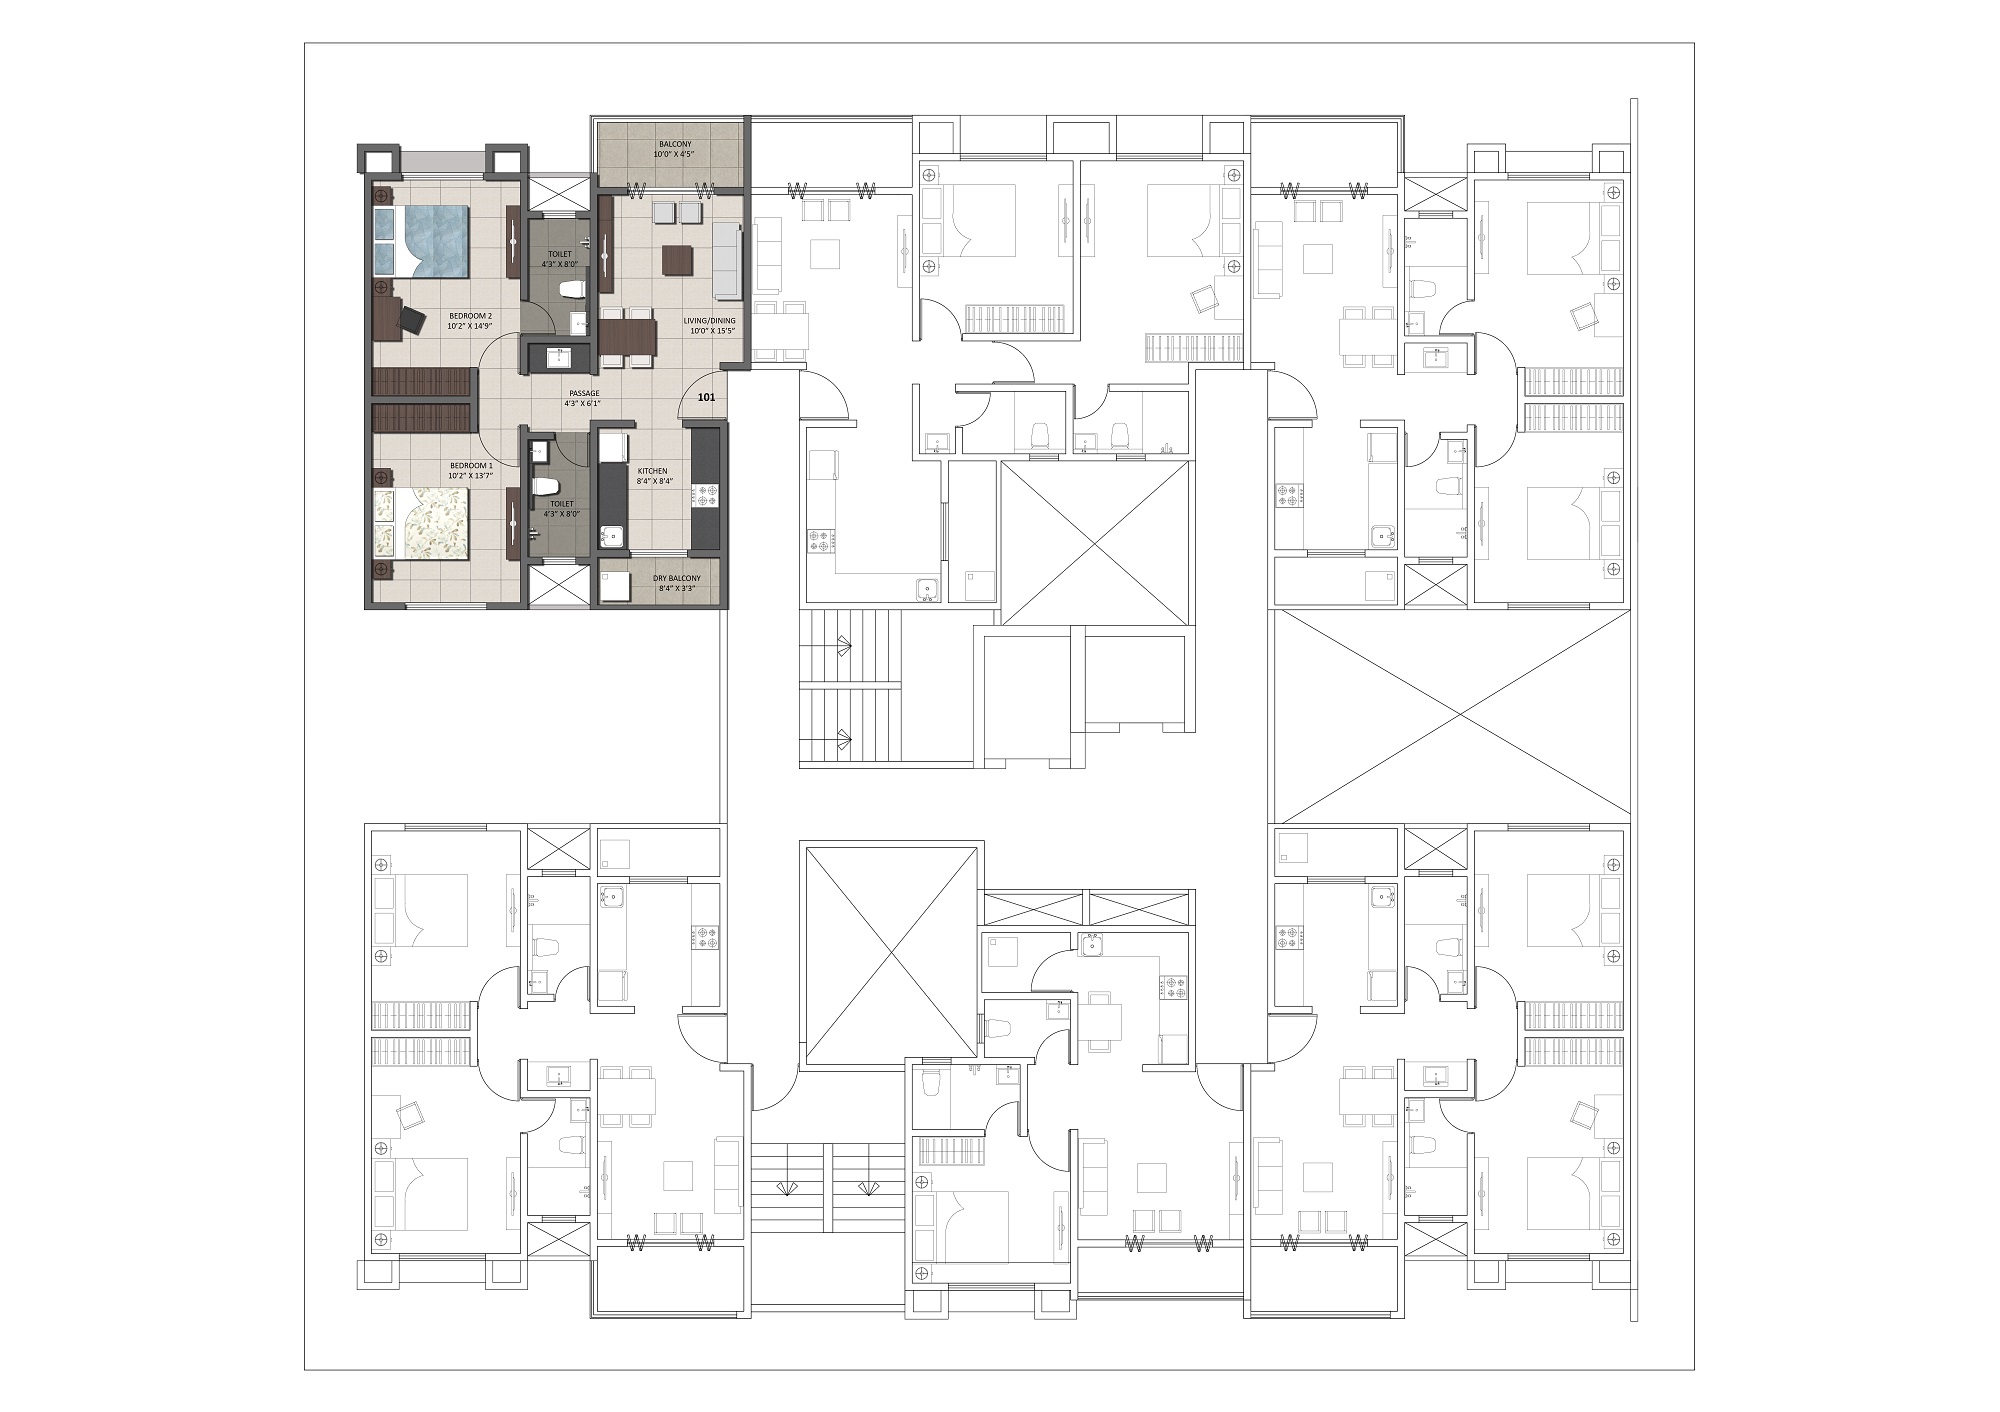 BALCONY
10'0" X 4'5"
TOILET
4'3" X 8'0"
BEDROOM 2
10'2" X 14'9"
LIVING/DINING
10'0" X 15'5"
PASSAGE
4'3" X 6'1"
101
BEDROOM 1
10'2" X 13'7"
KITCHEN
8'4" X 8'4"
TOILET
4'3" X 8'0"
DRY BALCONY
8'4" X 3'3"